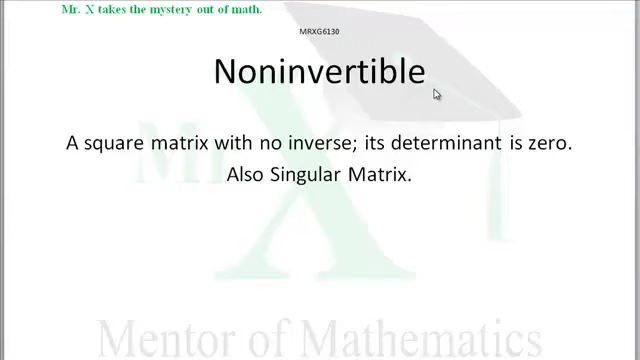 Mr. X takes the mystery out of math.
MRXG6130
Noninvertible
A square matrix with no inverse; its determinant is zero.
Also Singular Matrix.
Mr X
Mentor of Mathematics